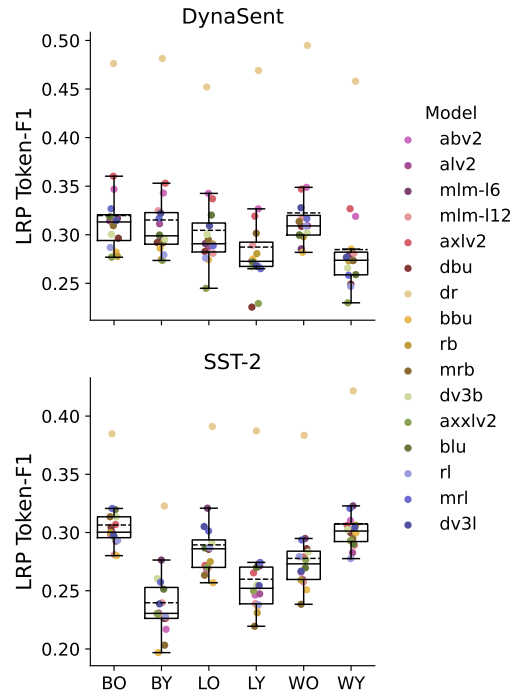 DynaSent
LRP Token-F1
0.50
0.45
0.40
0.35
0.30
0.25
SST-2
LRP Token-F1
0.40
0.35
0.30
0.25
0.20
BO BY LO LY WO WY
Model
abv2
alv2
mlm-l6
mlm-l12
axlv2
dbu
dr
bbu
rb
mrb
dv3b
axxlv2
blu
rl
mrl
dv3l